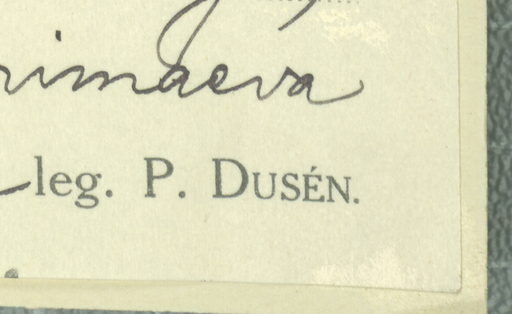 rimaeva
leg. P. DUSÉN.